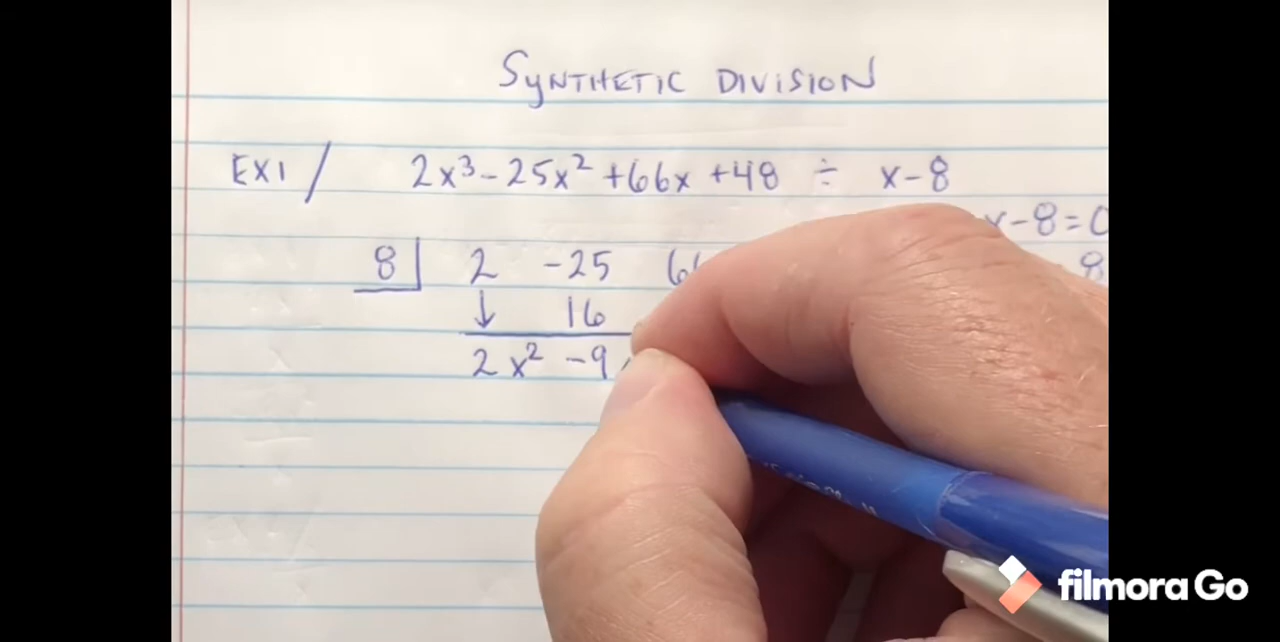 SYNTHETIC DIVISION
EX1 / 2x³ - 25x² + 66x + 48 ÷ x - 8
x - 8 = 0
8 2 -25 8
↓ 16
2x² - 9
filmora Go